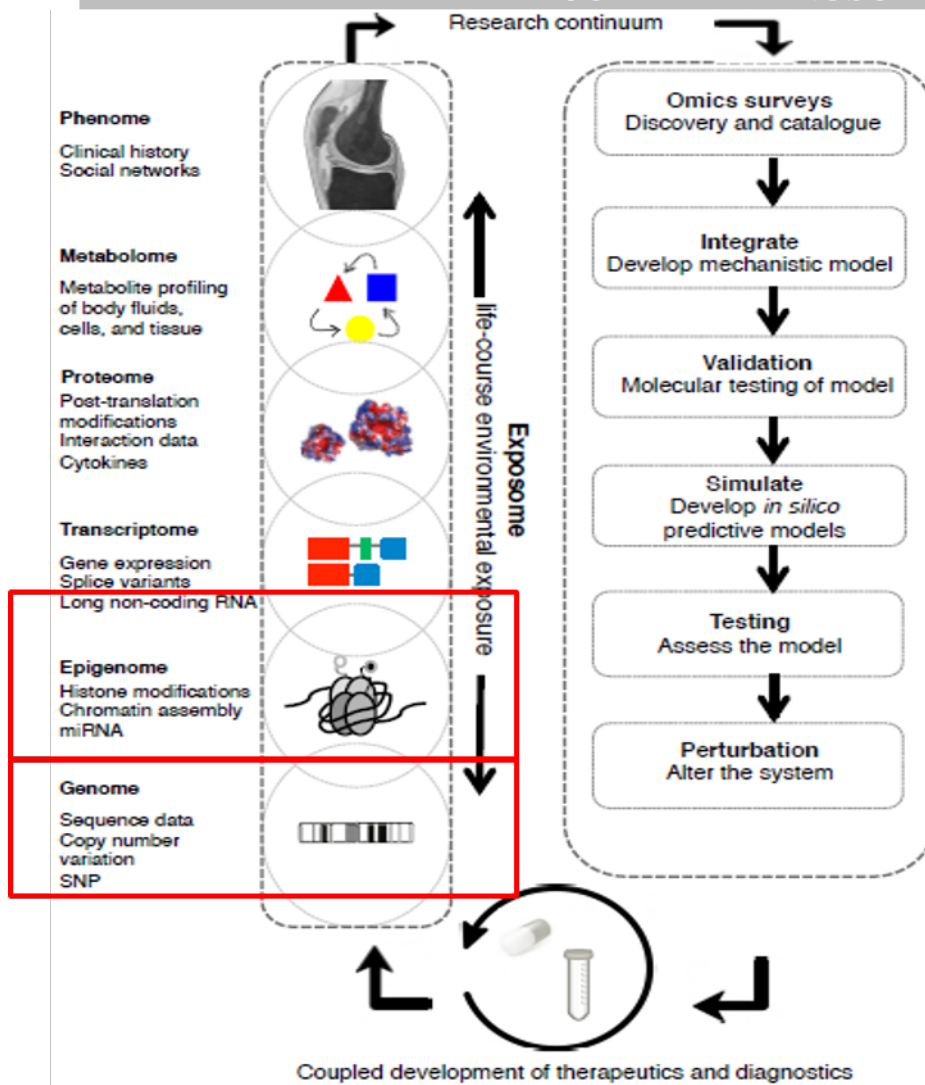 Research continuum
Phenome
Clinical history
Social networks
Metabolome
Metabolite profiling
of body fluids,
cells, and tissue
Proteome
Post-translation
modifications
Interaction data
Cytokines
Transcriptome
Gene expression
Splice variants
Long non-coding RNA
Epigenome
Histone modifications
Chromatin assembly
miRNA
Genome
Sequence data
Copy number
variation
SNP
Exposome
life-course environmental exposure
Omics surveys
Discovery and catalogue
Integrate
Develop mechanistic model
Validation
Molecular testing of model
Simulate
Develop in silico
predictive models
Testing
Assess the model
Perturbation
Alter the system
Coupled development of therapeutics and diagnostics